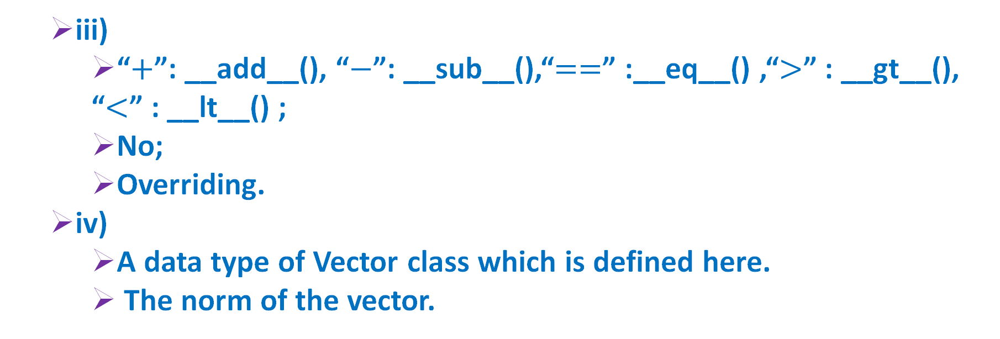 ➢iii)
➢“+”: __add__(), “−”: __sub__(),“==” :__eq__() ,“>” : __gt__(),
“<” : __lt__() ;
➢No;
➢Overriding.
➢iv)
➢A data type of Vector class which is defined here.
➢ The norm of the vector.